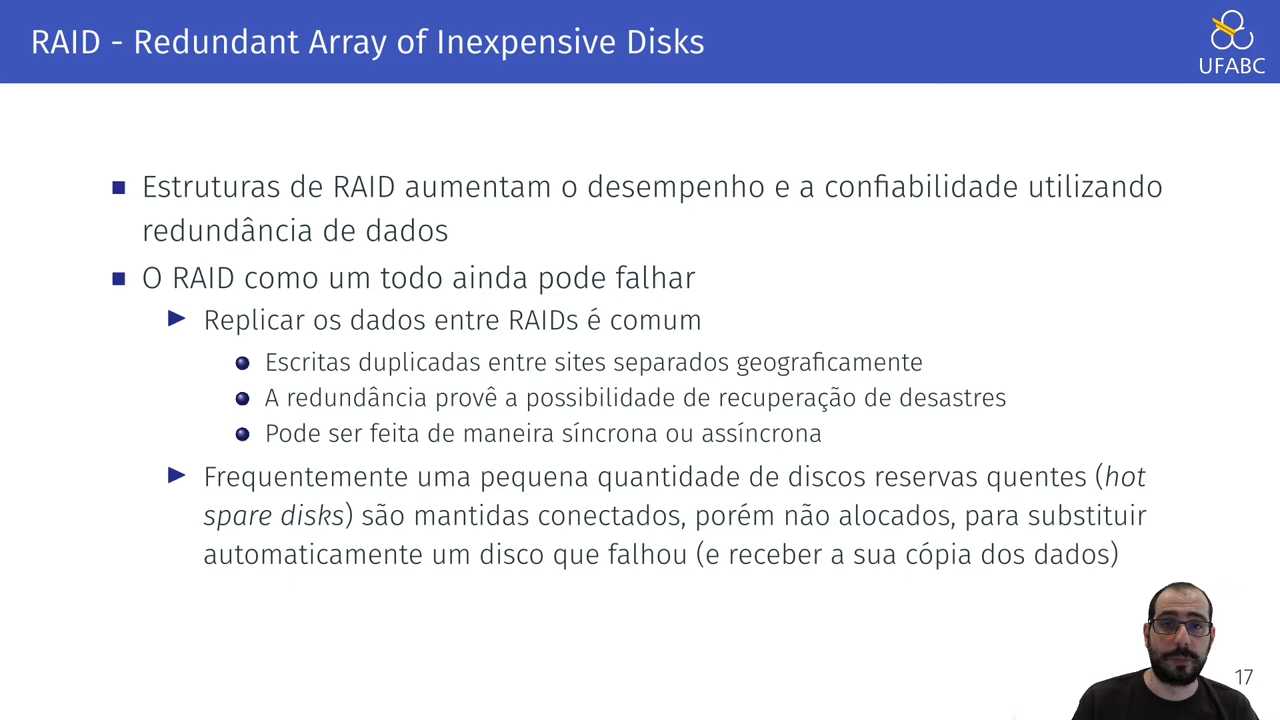 RAID - Redundant Array of Inexpensive Disks
UFABC
Estruturas de RAID aumentam o desempenho e a confiabilidade utilizando
redundância de dados
O RAID como um todo ainda pode falhar
Replicar os dados entre RAIDs é comum
Escritas duplicadas entre sites separados geograficamente
A redundância provê a possibilidade de recuperação de desastres
Pode ser feita de maneira síncrona ou assíncrona
Frequentemente uma pequena quantidade de discos reservas quentes (hot
spare disks) são mantidas conectados, porém não alocados, para substituir
automaticamente um disco que falhou (e receber a sua cópia dos dados)
17